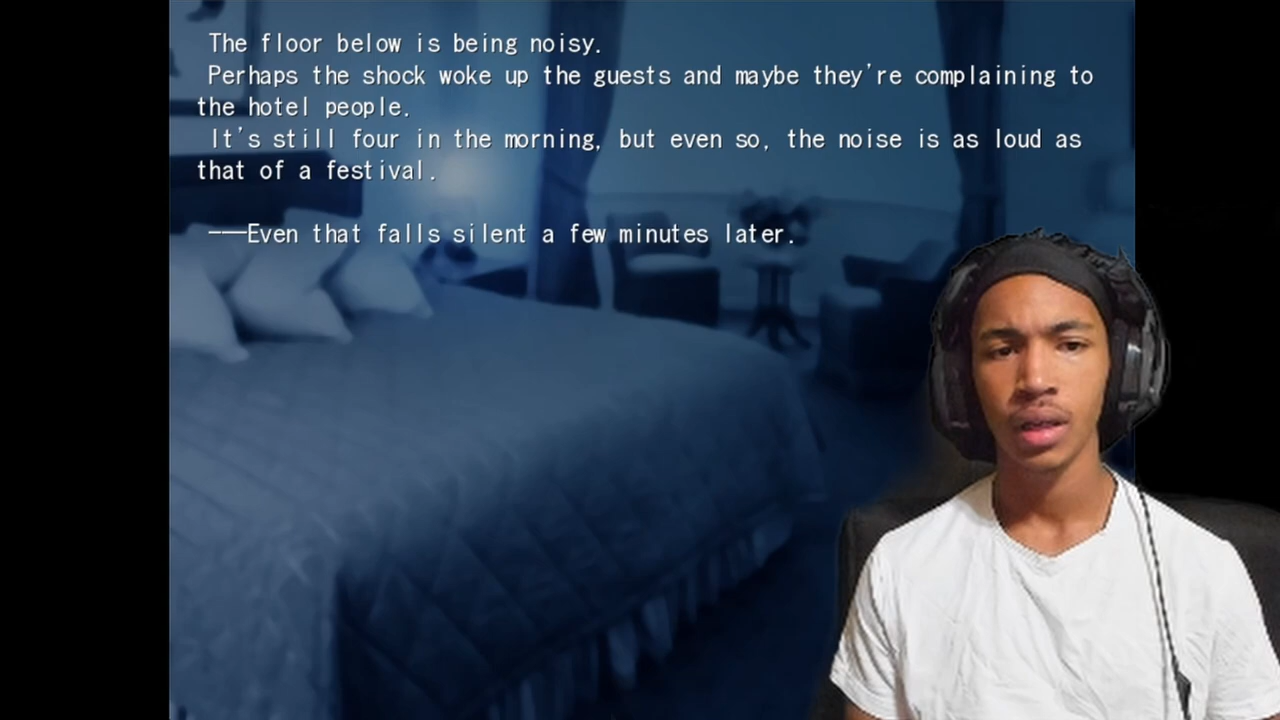 The floor below is being noisy.
Perhaps the shock woke up the guests and maybe they're complaining to
the hotel people.
It's still four in the morning, but even so, the noise is as loud as
that of a festival.
——Even that falls silent a few minutes later.